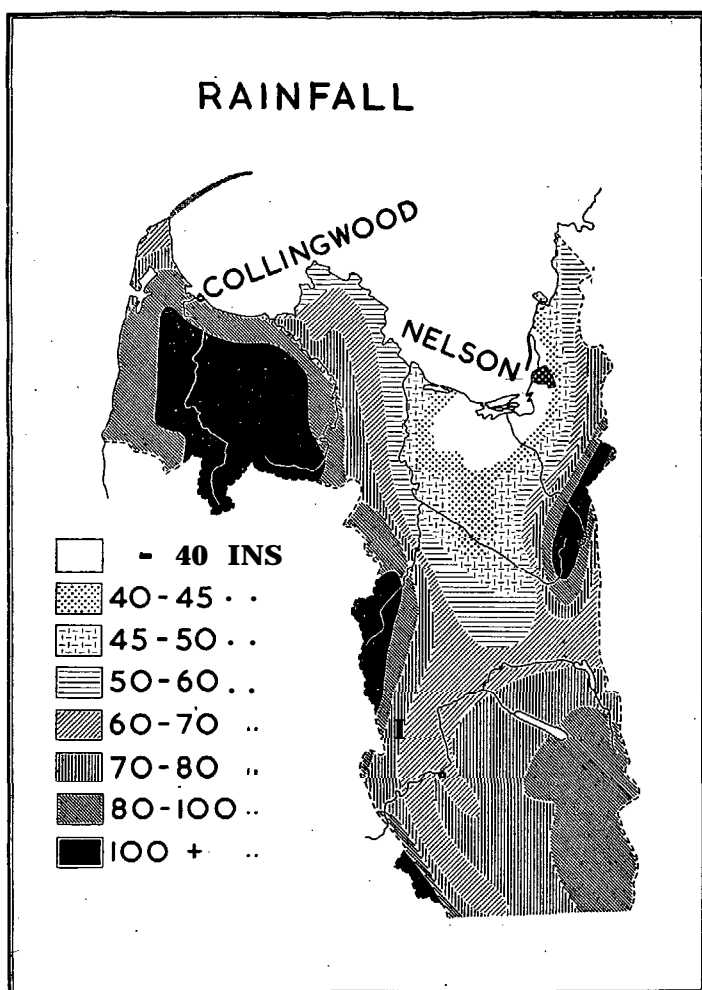 RAINFALL
COLLINGWOOD
NELSON
- 40 INS
40-45 . .
45-50 . .
50-60 . .
60-70 "
70-80 "
80-100 "
100 + ..
I